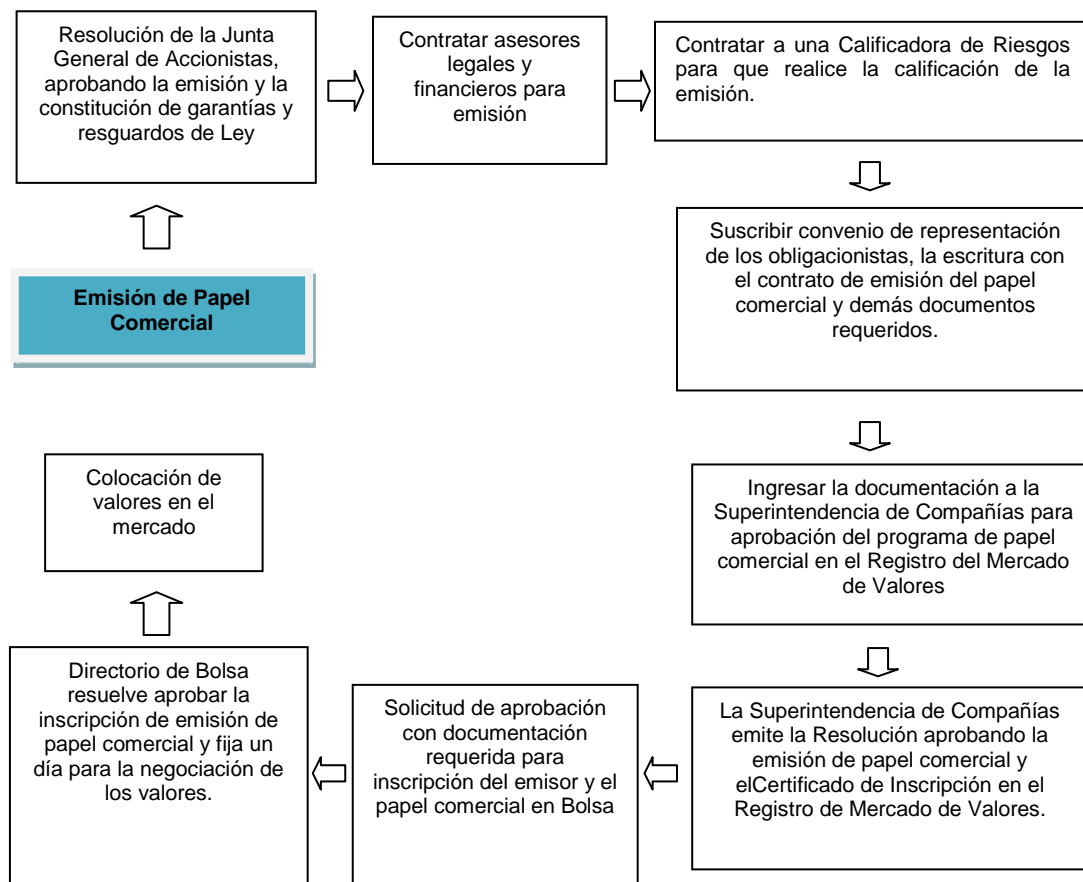 Resolución de la Junta
General de Accionistas,
aprobando la emisión y la
constitución de garantías y
resguardos de Ley
Contratar asesores
legales y
financieros para
emisión
Contratar a una Calificadora de Riesgos
para que realice la calificación de la
emisión.
Suscribir convenio de representación
de los obligacionistas, la escritura con
el contrato de emisión del papel
comercial y demás documentos
requeridos.
Emisión de Papel
Comercial
Ingresar la documentación a la
Superintendencia de Compañías para
aprobación del programa de papel
comercial en el Registro del Mercado
de Valores
La Superintendencia de Compañías
emite la Resolución aprobando la
emisión de papel comercial y
elCertificado de Inscripción en el
Registro de Mercado de Valores.
Solicitud de aprobación
con documentación
requerida para
inscripción del emisor y el
papel comercial en Bolsa
Directorio de Bolsa
resuelve aprobar la
inscripción de emisión de
papel comercial y fija un
día para la negociación de
los valores.
Colocación de
valores en el
mercado